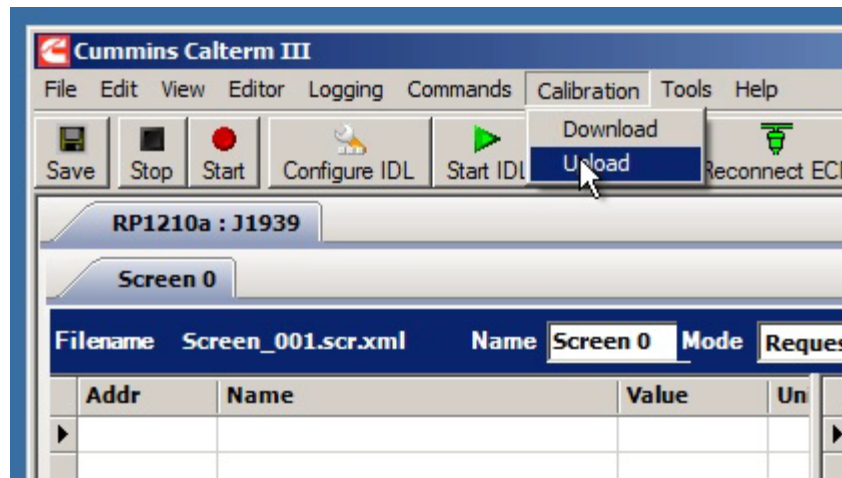 Cummins Calterm III
File Edit View Editor Logging Commands Calibration Tools Help
Download
Upload
Save Stop Start Configure IDL Start IDL Reconnect
RP1210a : J1939
Screen 0
Filename Screen_001.scr.xml Name Screen 0 Mode
Addr Name Value